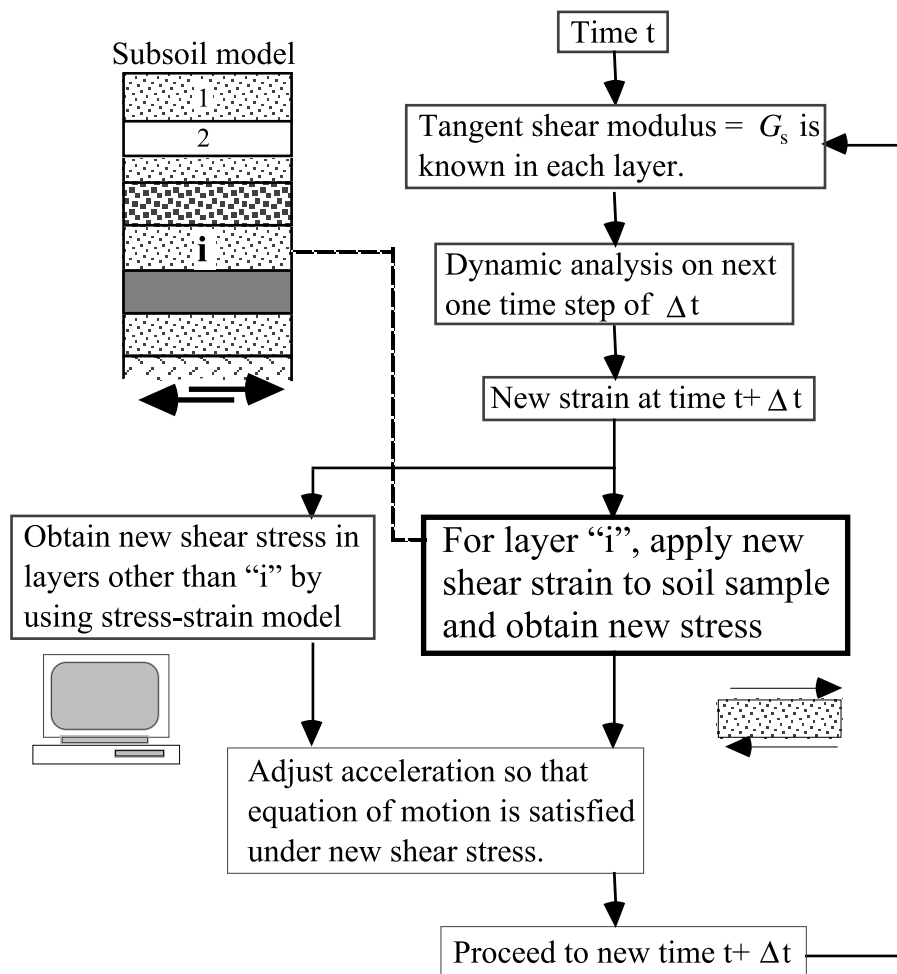 Time t
Subsoil model
1
2
i
Tangent shear modulus = Gs is
known in each layer.
Dynamic analysis on next
one time step of Δt
New strain at time t+ Δt
Obtain new shear stress in
layers other than “i” by
using stress-strain model
For layer “i”, apply new
shear strain to soil sample
and obtain new stress
Adjust acceleration so that
equation of motion is satisfied
under new shear stress.
Proceed to new time t+ Δt